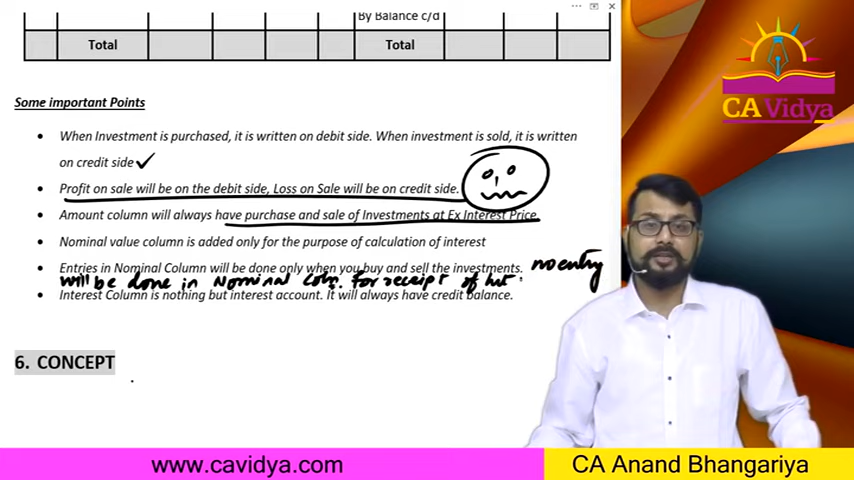 By Balance c/d
Total Total
Some important Points
• When Investment is purchased, it is written on debit side. When investment is sold, it is written
on credit side ✓
• Profit on sale will be on the debit side, Loss on Sale will be on credit side.
• Amount column will always have purchase and sale of Investments at Ex Interest Price
• Nominal value column is added only for the purpose of calculation of interest
• Entries in Nominal Column will be done only when you buy and sell the investments. no entry
will be done in Nominal Colm. For receipt of Int.
• Interest Column is nothing but interest account. It will always have credit balance.
6. CONCEPT
CA Vidya
www.cavidya.com
CA Anand Bhangariya